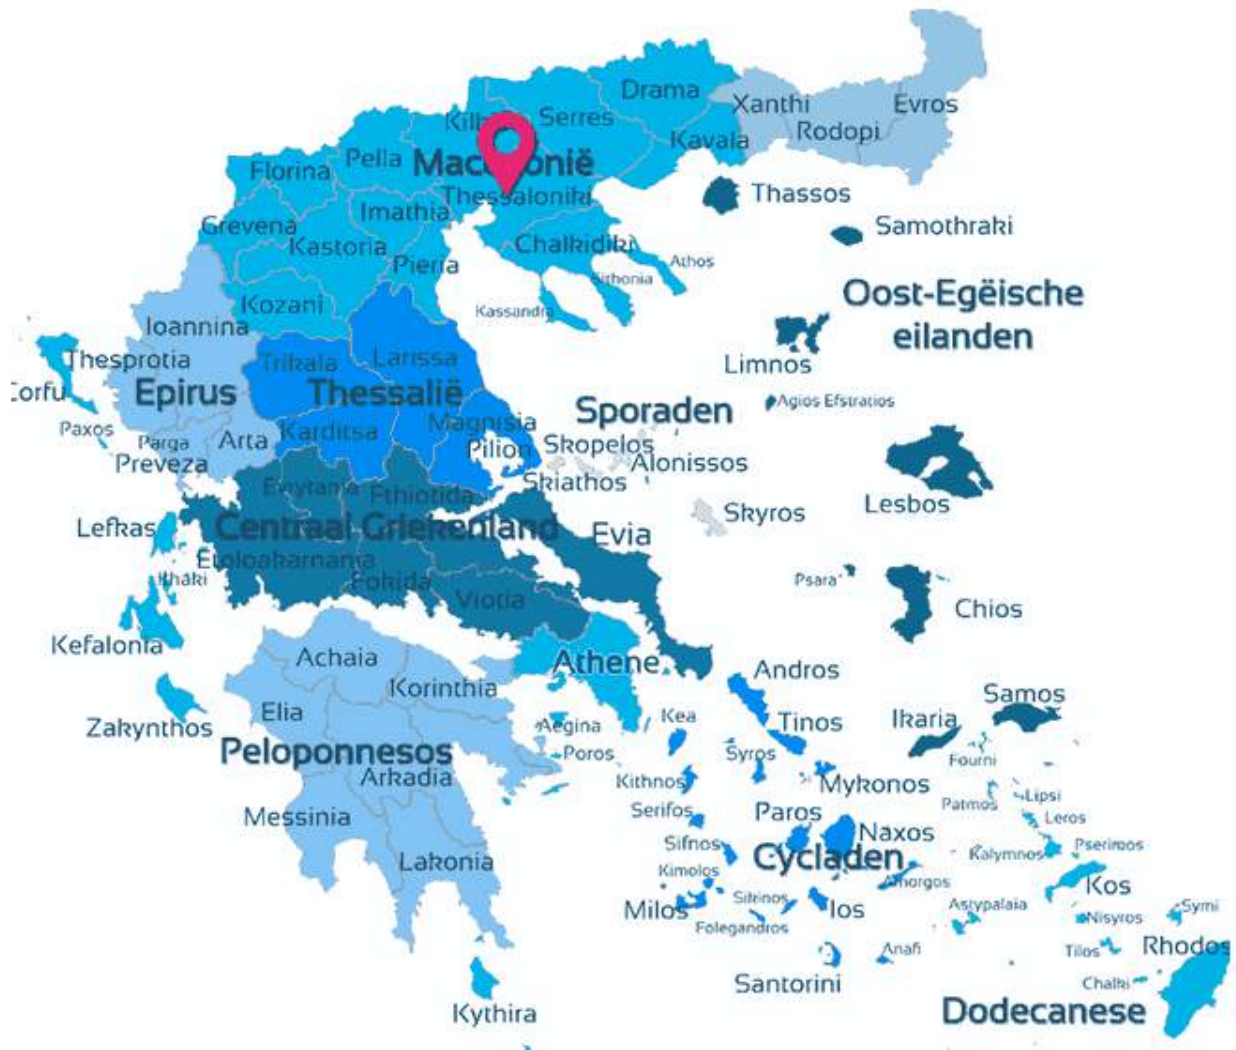 Drama
Xanthi
Evros
Serres
Rodopi
Kavala
Pella
Florina
Macedonië
Thessaloniki
Thassos
Imathia
Grevena
Samothraki
Kastoria
Chalkidiki
Pieria
Athos
Sithonia
Oost-Egëische
eilanden
Kozani
Kassandra
Ioannina
Thesprotia
Trikala
Larissa
Limnos
Corfu
Epirus
Thessalië
Agios Efstratios
Sporaden
Paxos
Parga
Arta
Karditsa
Magnisia
Pilion
Skopelos
Preveza
Alonissos
Skiathos
Evrytania
Fthiotida
Lesbos
Skyros
Lefkas
Centraal Griekenland
Evia
Etoloakarnania
Ithaki
Fokida
Psara
Viotia
Chios
Kefalonia
Achaia
Athene
Andros
Korinthia
Samos
Elia
Zakynthos
Aegina
Kea
Tinos
Ikaria
Peloponnesos
Poros
Syros
Fourni
Arkadia
Kithnos
Mykonos
Patmos
Lipsi
Messinia
Serifos
Paros
Leros
Naxos
Sifnos
Pserimos
Cycladen
Kalymnos
Lakonia
Kimolos
Amorgos
Kos
Milos
Sikinos
Ios
Astypalaia
Symi
Folegandros
Nisyros
Anafi
Tilos
Rhodos
Santorini
Chalki
Kythira
Dodecanese